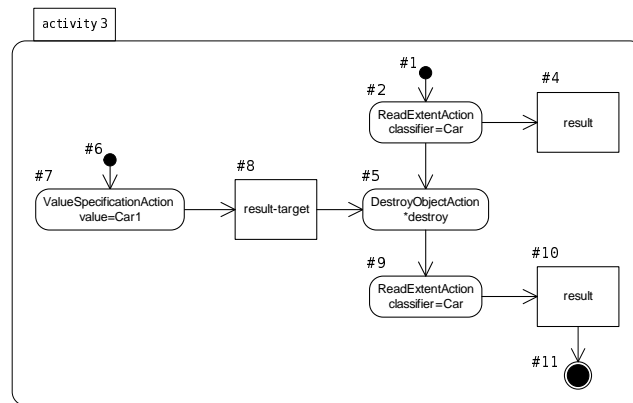 activity 3
#1
#2
ReadExtentAction
classifier=Car
#4
result
#6
#7
ValueSpecificationAction
value=Car1
#8
result-target
#5
DestroyObjectAction
*destroy
#9
ReadExtentAction
classifier=Car
#10
result
#11